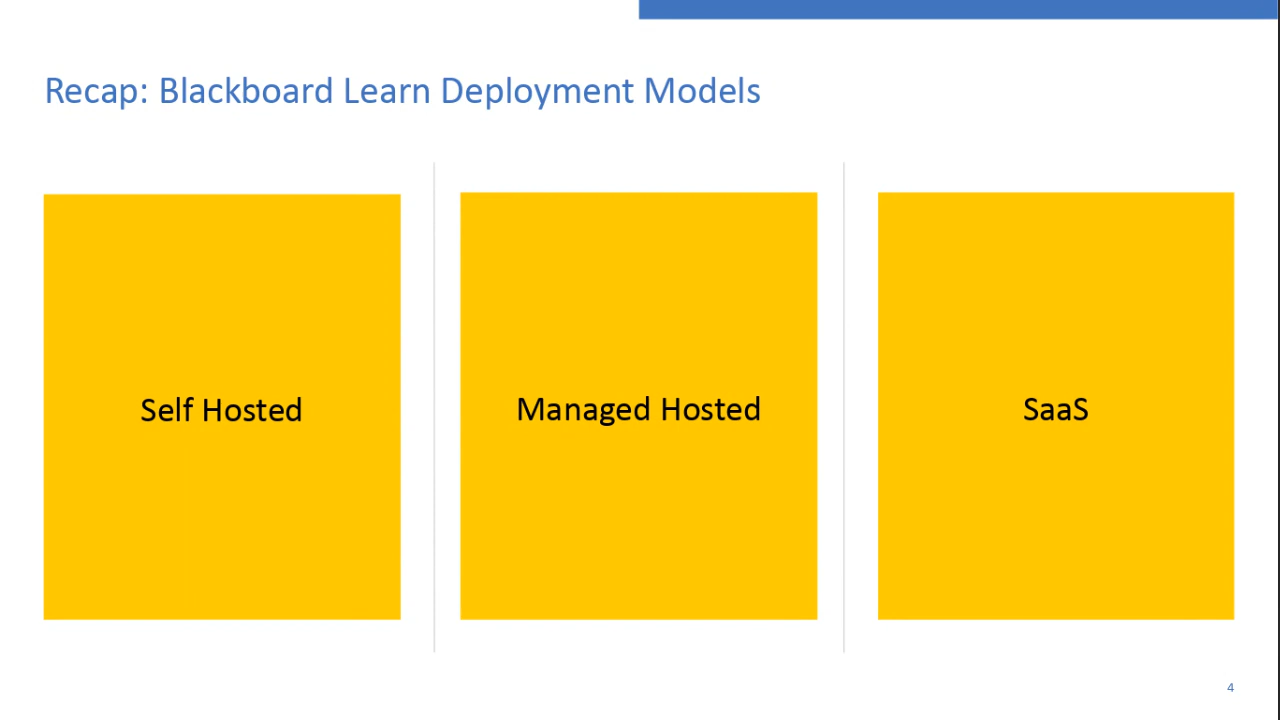 Recap: Blackboard Learn Deployment Models
Self Hosted
Managed Hosted
SaaS
4